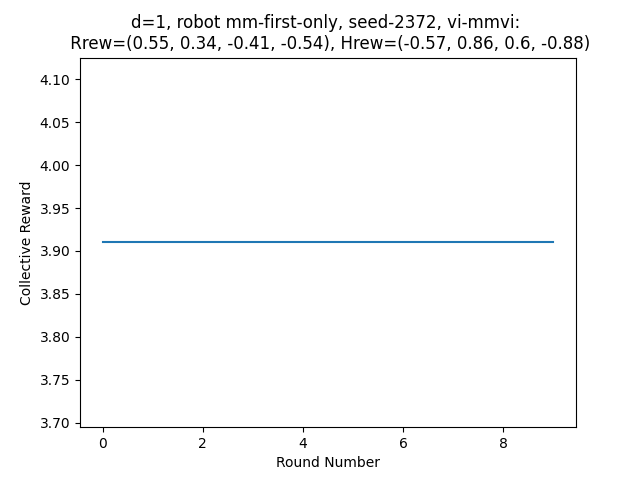 d=1, robot mm-first-only, seed-2372, vi-mmvi:
Rrew=(0.55, 0.34, -0.41, -0.54), Hrew=(-0.57, 0.86, 0.6, -0.88)
4.10
4.05
4.00
3.95
3.90
3.85
3.80
3.75
3.70
Collective Reward
0 2 4 6 8
Round Number